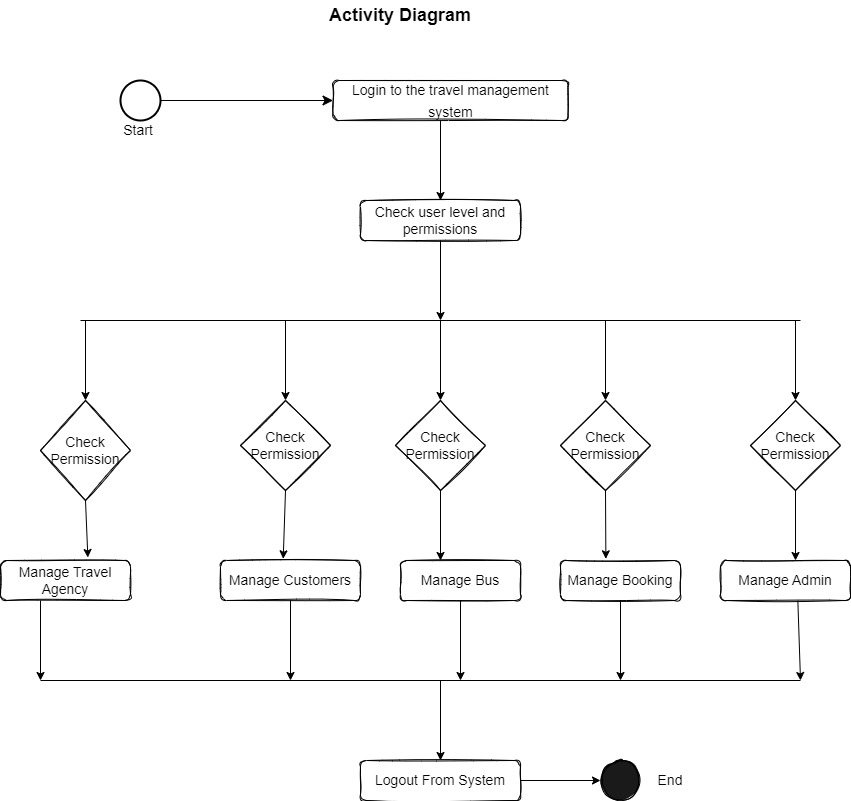 Activity Diagram
Login to the travel management
system
Start
Check user level and
permissions
Check
Permission
Check
Permission
Check
Permission
Check
Permission
Check
Permission
Manage Travel
Agency
Manage Customers
Manage Bus
Manage Booking
Manage Admin
Logout From System
End